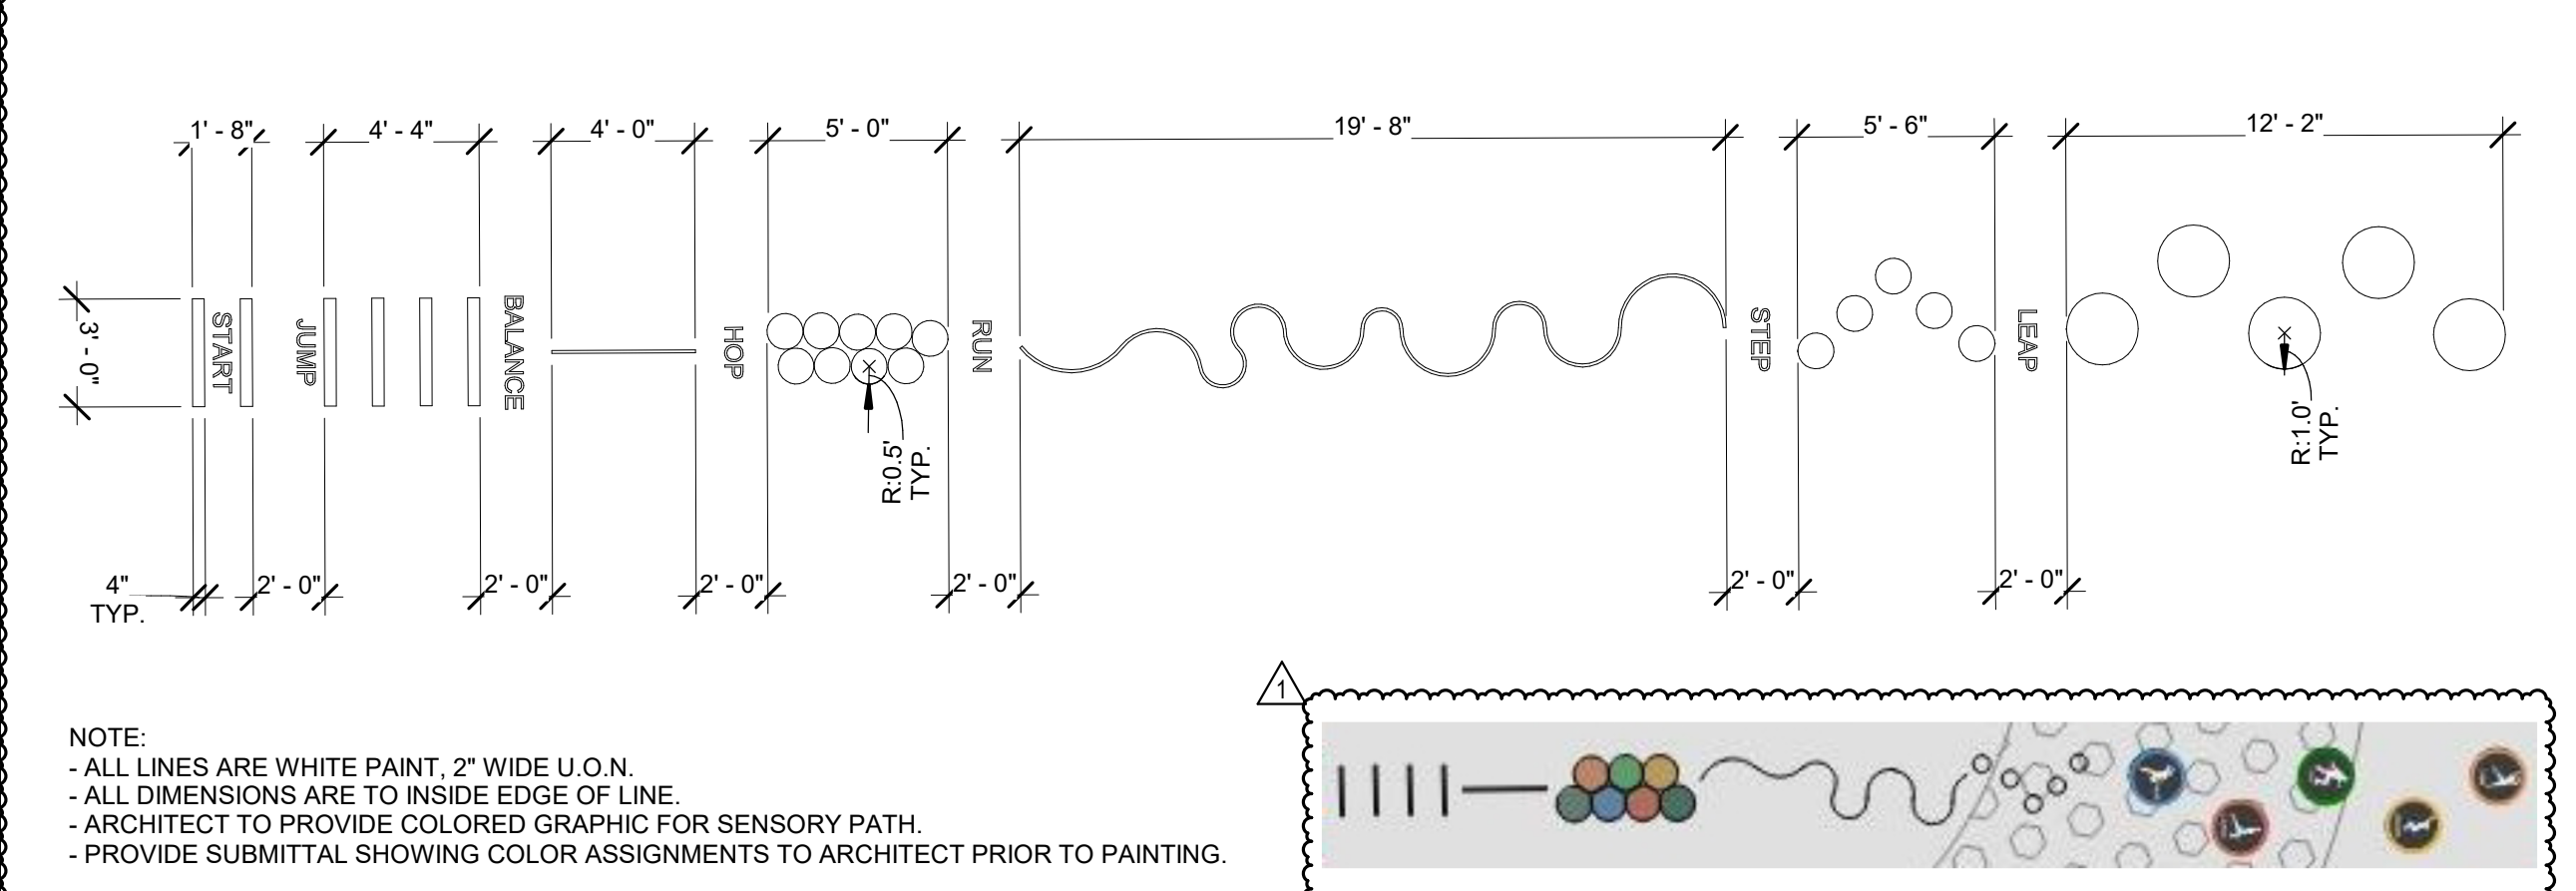 1' - 8"
4' - 4"
4' - 0"
5' - 0"
19' - 8"
5' - 6"
12' - 2"
3' - 0"
START
JUMP
BALANCE
HOP
RUN
STEP
LEAP
R:0.5'
TYP.
R:1.0'
TYP.
4"
TYP.
2' - 0"
2' - 0"
2' - 0"
2' - 0"
2' - 0"
2' - 0"
1
NOTE:
- ALL LINES ARE WHITE PAINT, 2" WIDE U.O.N.
- ALL DIMENSIONS ARE TO INSIDE EDGE OF LINE.
- ARCHITECT TO PROVIDE COLORED GRAPHIC FOR SENSORY PATH.
- PROVIDE SUBMITTAL SHOWING COLOR ASSIGNMENTS TO ARCHITECT PRIOR TO PAINTING.